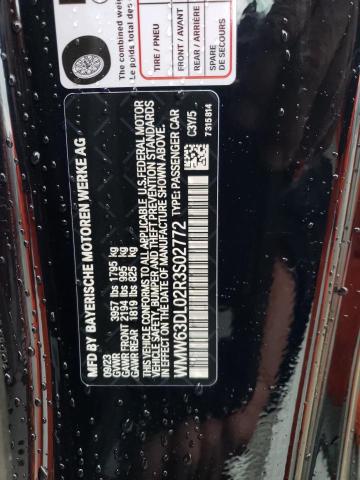 The combined weight
Le poids total des
TIRE / PNEU
FRONT / AVANT
REAR / ARRIÈRE
SPARE
DE SECOURS
MFD BY BAYERISCHE MOTOREN WERKE AG
09/23
GVWR 3957 lbs 1795 kg
GAWR FRONT 2194 lbs 995 kg
GAWR REAR 1819 lbs 825 kg
THIS VEHICLE CONFORMS TO ALL APPLICABLE U.S. FEDERAL MOTOR
VEHICLE SAFETY, BUMPER AND THEFT PREVENTION STANDARDS
IN EFFECT ON THE DATE OF MANUFACTURE SHOWN ABOVE.
WMW63DL02R3S02772 TYPE: PASSENGER CAR
C3Y/5
7315814